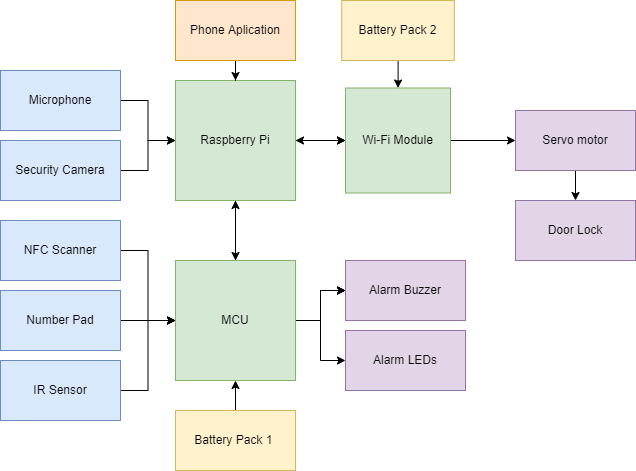 Phone Aplication
Battery Pack 2
Microphone
Raspberry Pi
Wi-Fi Module
Servo motor
Security Camera
Door Lock
NFC Scanner
Number Pad
MCU
Alarm Buzzer
Alarm LEDs
IR Sensor
Battery Pack 1